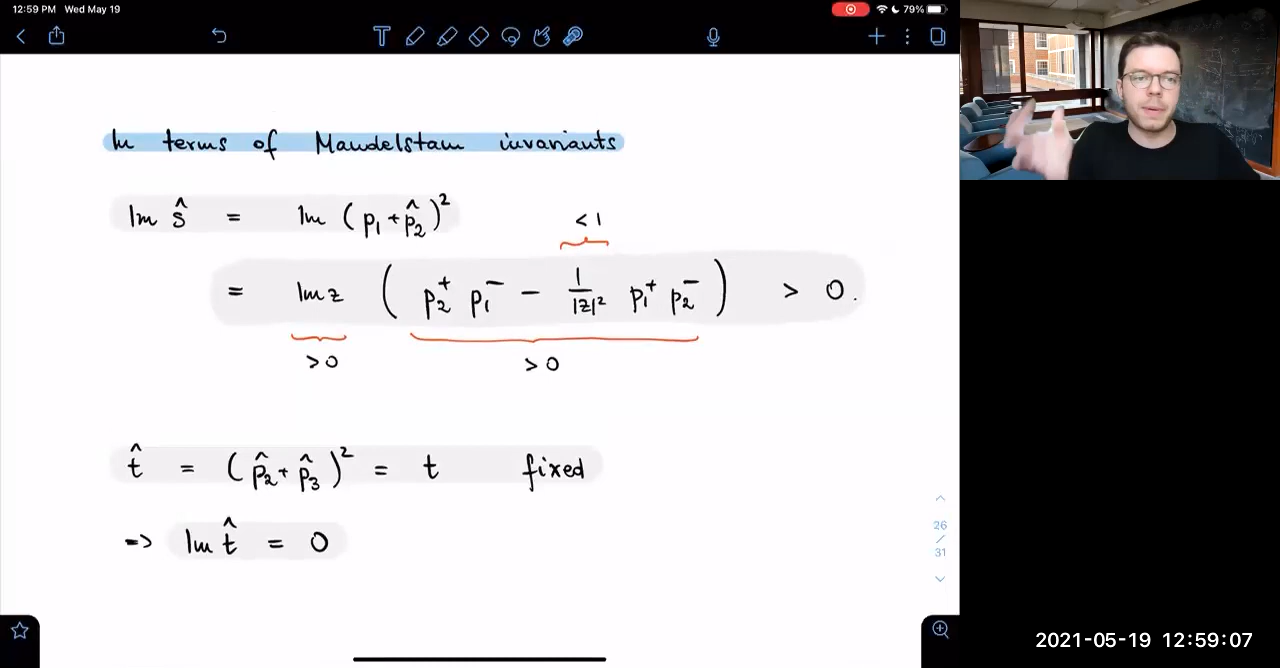 12:59 PM Wed May 19
79%
In terms of Mandelstam invariants
Im ŝ = Im (p₁ + p̂₂)²
< 1
= Im z ( p₂⁺ p₁⁻ − 1/|z|² p₁⁺ p₂⁻ ) > 0.
> 0 > 0
t̂ = (p̂₂ + p̂₃)² = t fixed
=> Im t̂ = 0
26
/
31
2021-05-19 12:59:07